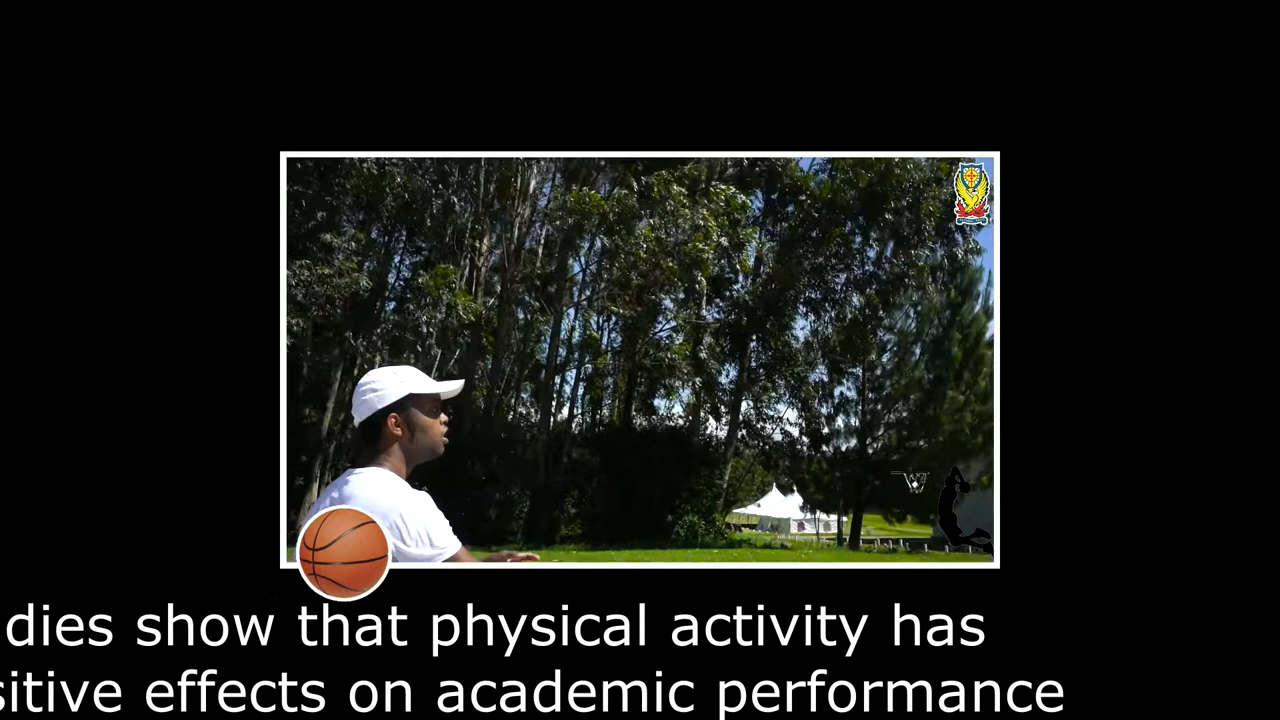 dies show that physical activity has
sitive effects on academic performance